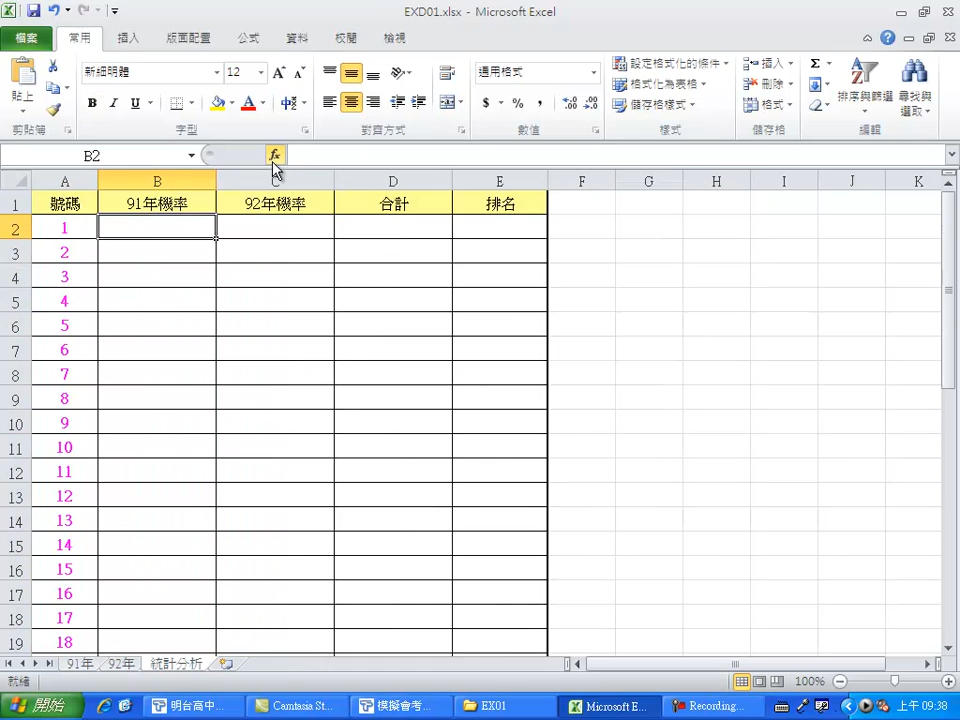 EXD01.xlsx - Microsoft Excel
檔案 常用 插入 版面配置 公式 資料 校閱 檢視
貼上
新細明體 12
B I U
通用格式
$ % ,
設定格式化的條件
格式化為表格
儲存格樣式
插入
刪除
格式
Σ
排序與篩選
尋找與選取
剪貼簿 字型 對齊方式 數值 樣式 儲存格 編輯
B2 fx
A B C D E F G H I J K
1 號碼 91年機率 92年機率 合計 排名
2 1
3 2
4 3
5 4
6 5
7 6
8 7
9 8
10 9
11 10
12 11
13 12
14 13
15 14
16 15
17 16
18 17
19 18
91年 92年 統計分析
就緒 100%
開始 明台高中... Camtasia St... 模擬會考... EX01 Microsoft E... Recording... 上午 09:38